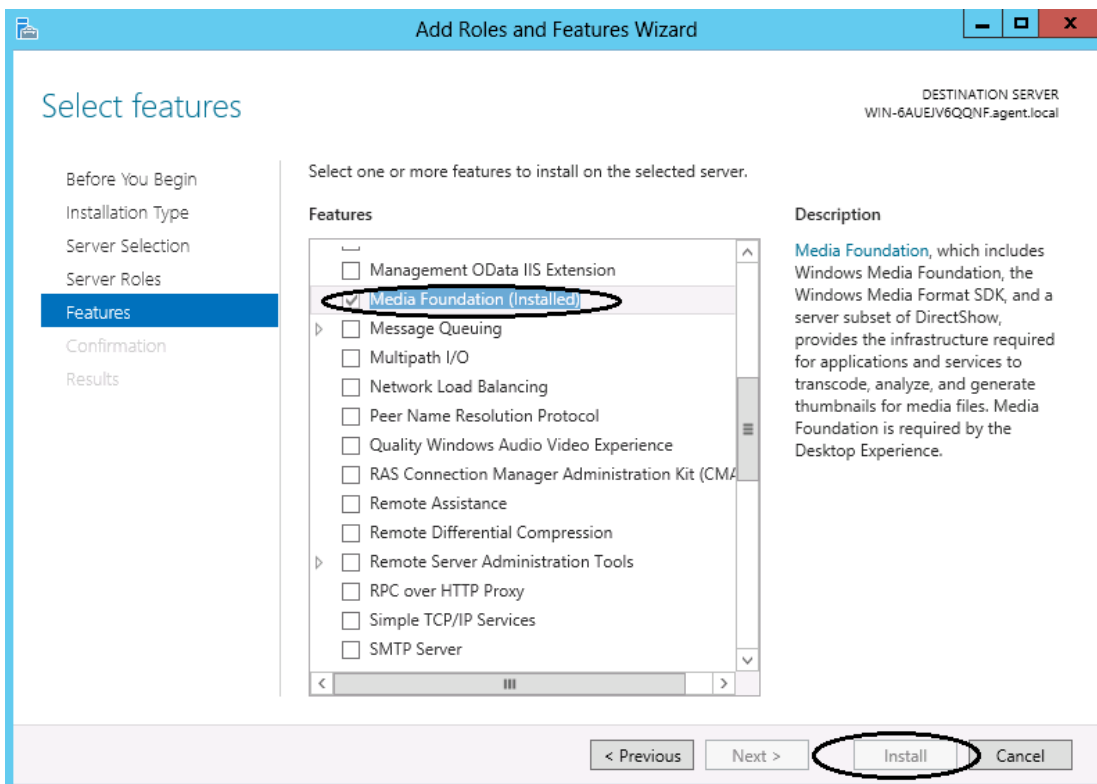 Add Roles and Features Wizard
Select features
DESTINATION SERVER
WIN-6AUEJV6QQNF.agent.local
Before You Begin
Installation Type
Server Selection
Server Roles
Features
Confirmation
Results
Select one or more features to install on the selected server.
Features
Management OData IIS Extension
Media Foundation (Installed)
Message Queuing
Multipath I/O
Network Load Balancing
Peer Name Resolution Protocol
Quality Windows Audio Video Experience
RAS Connection Manager Administration Kit (CMA
Remote Assistance
Remote Differential Compression
Remote Server Administration Tools
RPC over HTTP Proxy
Simple TCP/IP Services
SMTP Server
Description
Media Foundation, which includes
Windows Media Foundation, the
Windows Media Format SDK, and a
server subset of DirectShow,
provides the infrastructure required
for applications and services to
transcode, analyze, and generate
thumbnails for media files. Media
Foundation is required by the
Desktop Experience.
< Previous
Next >
Install
Cancel